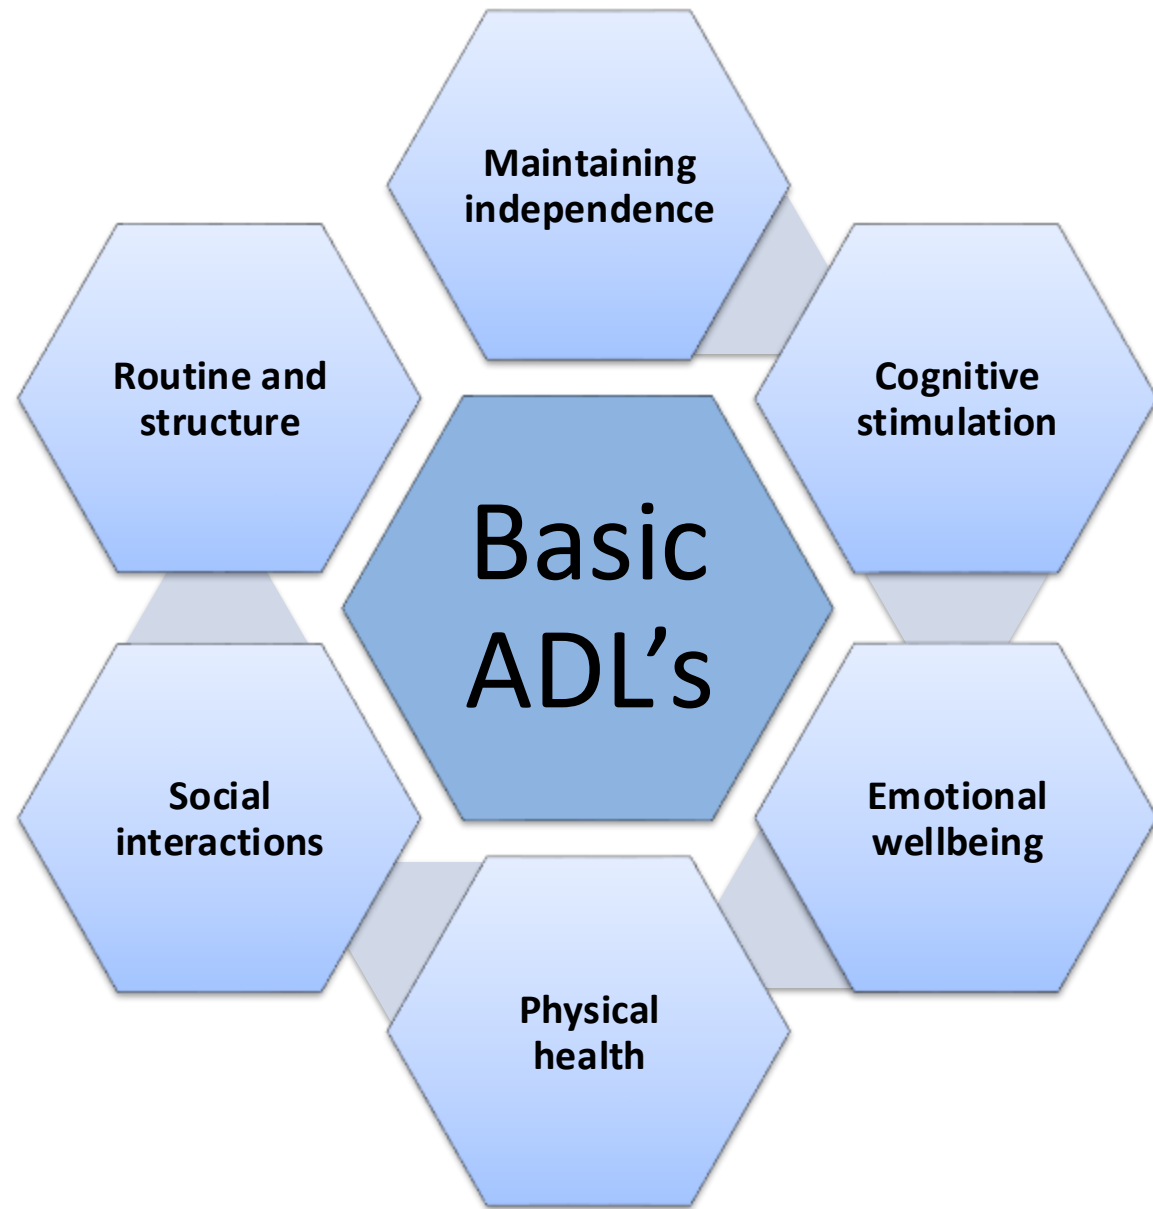 Maintaining
independence
Cognitive
stimulation
Emotional
wellbeing
Physical
health
Social
interactions
Routine and
structure
Basic
ADL’s